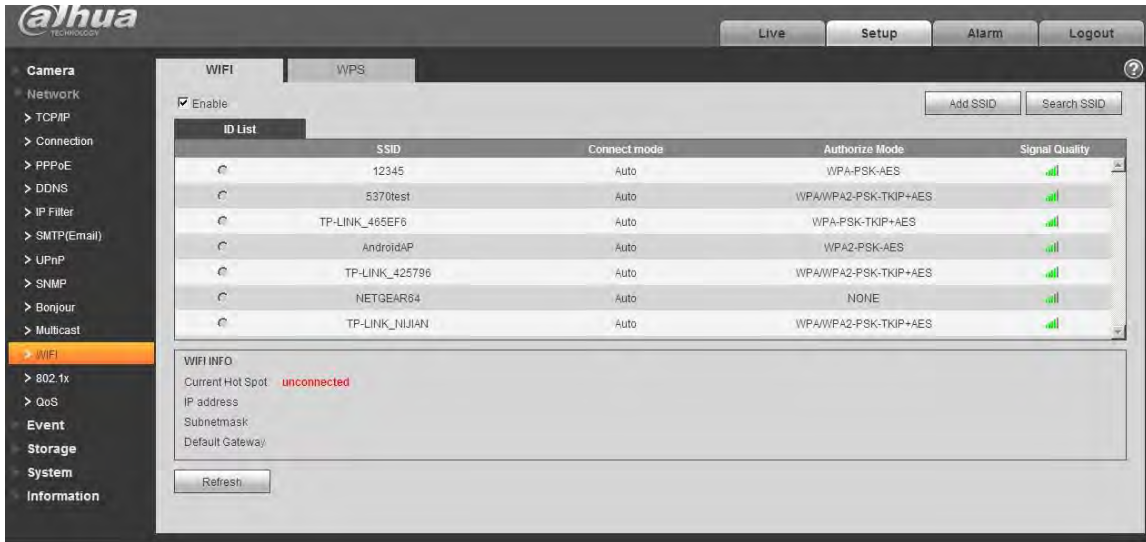 alhua
TECHNOLOGY
Live Setup Alarm Logout
Camera
Network
> TCP/IP
> Connection
> PPPoE
> DDNS
> IP Filter
> SMTP(Email)
> UPnP
> SNMP
> Bonjour
> Multicast
> WIFI
> 802.1x
> QoS
Event
Storage
System
Information
WIFI WPS
?
Enable Add SSID Search SSID
ID List
SSID Connect mode Authorize Mode Signal Quality
12345 Auto WPA-PSK-AES
5370test Auto WPA/WPA2-PSK-TKIP+AES
TP-LINK_465EF6 Auto WPA-PSK-TKIP+AES
AndroidAP Auto WPA2-PSK-AES
TP-LINK_425796 Auto WPA/WPA2-PSK-TKIP+AES
NETGEAR64 Auto NONE
TP-LINK_NIJIAN Auto WPA/WPA2-PSK-TKIP+AES
WIFI INFO
Current Hot Spot unconnected
IP address
Subnetmask
Default Gateway
Refresh